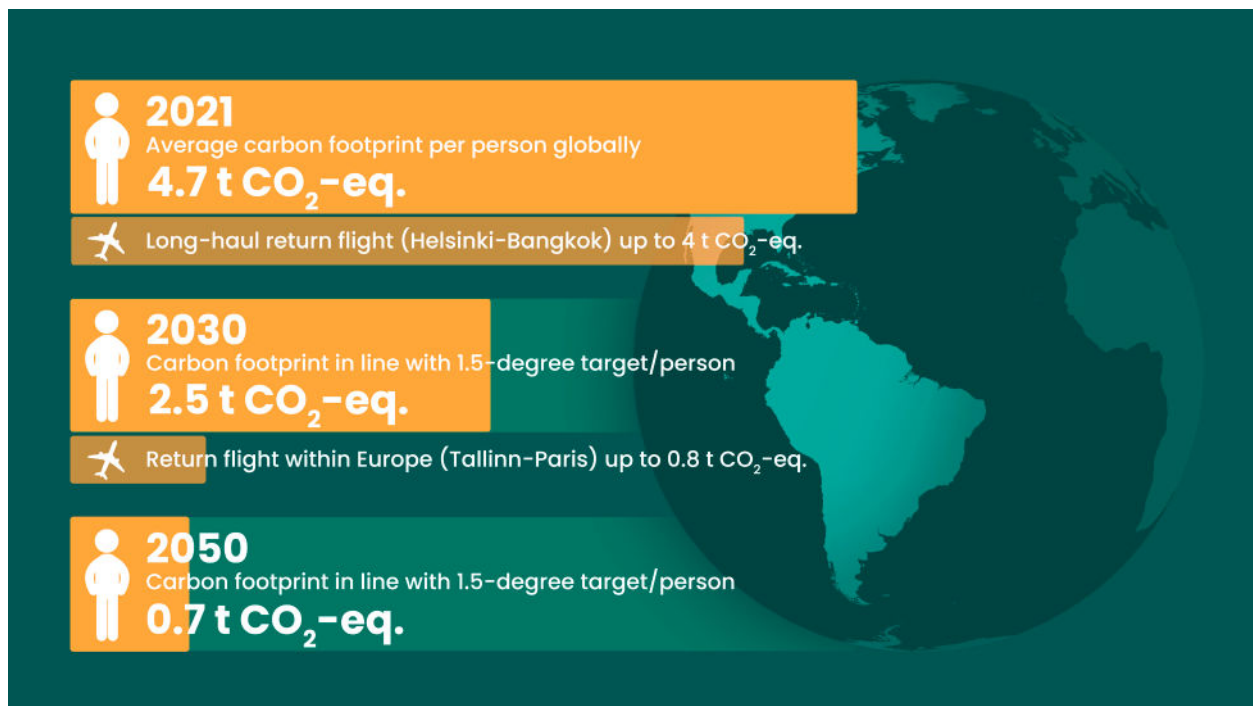 2021
Average carbon footprint per person globally
4.7 t CO₂-eq.
Long-haul return flight (Helsinki-Bangkok) up to 4 t CO₂-eq.
2030
Carbon footprint in line with 1.5-degree target/person
2.5 t CO₂-eq.
Return flight within Europe (Tallinn-Paris) up to 0.8 t CO₂-eq.
2050
Carbon footprint in line with 1.5-degree target/person
0.7 t CO₂-eq.